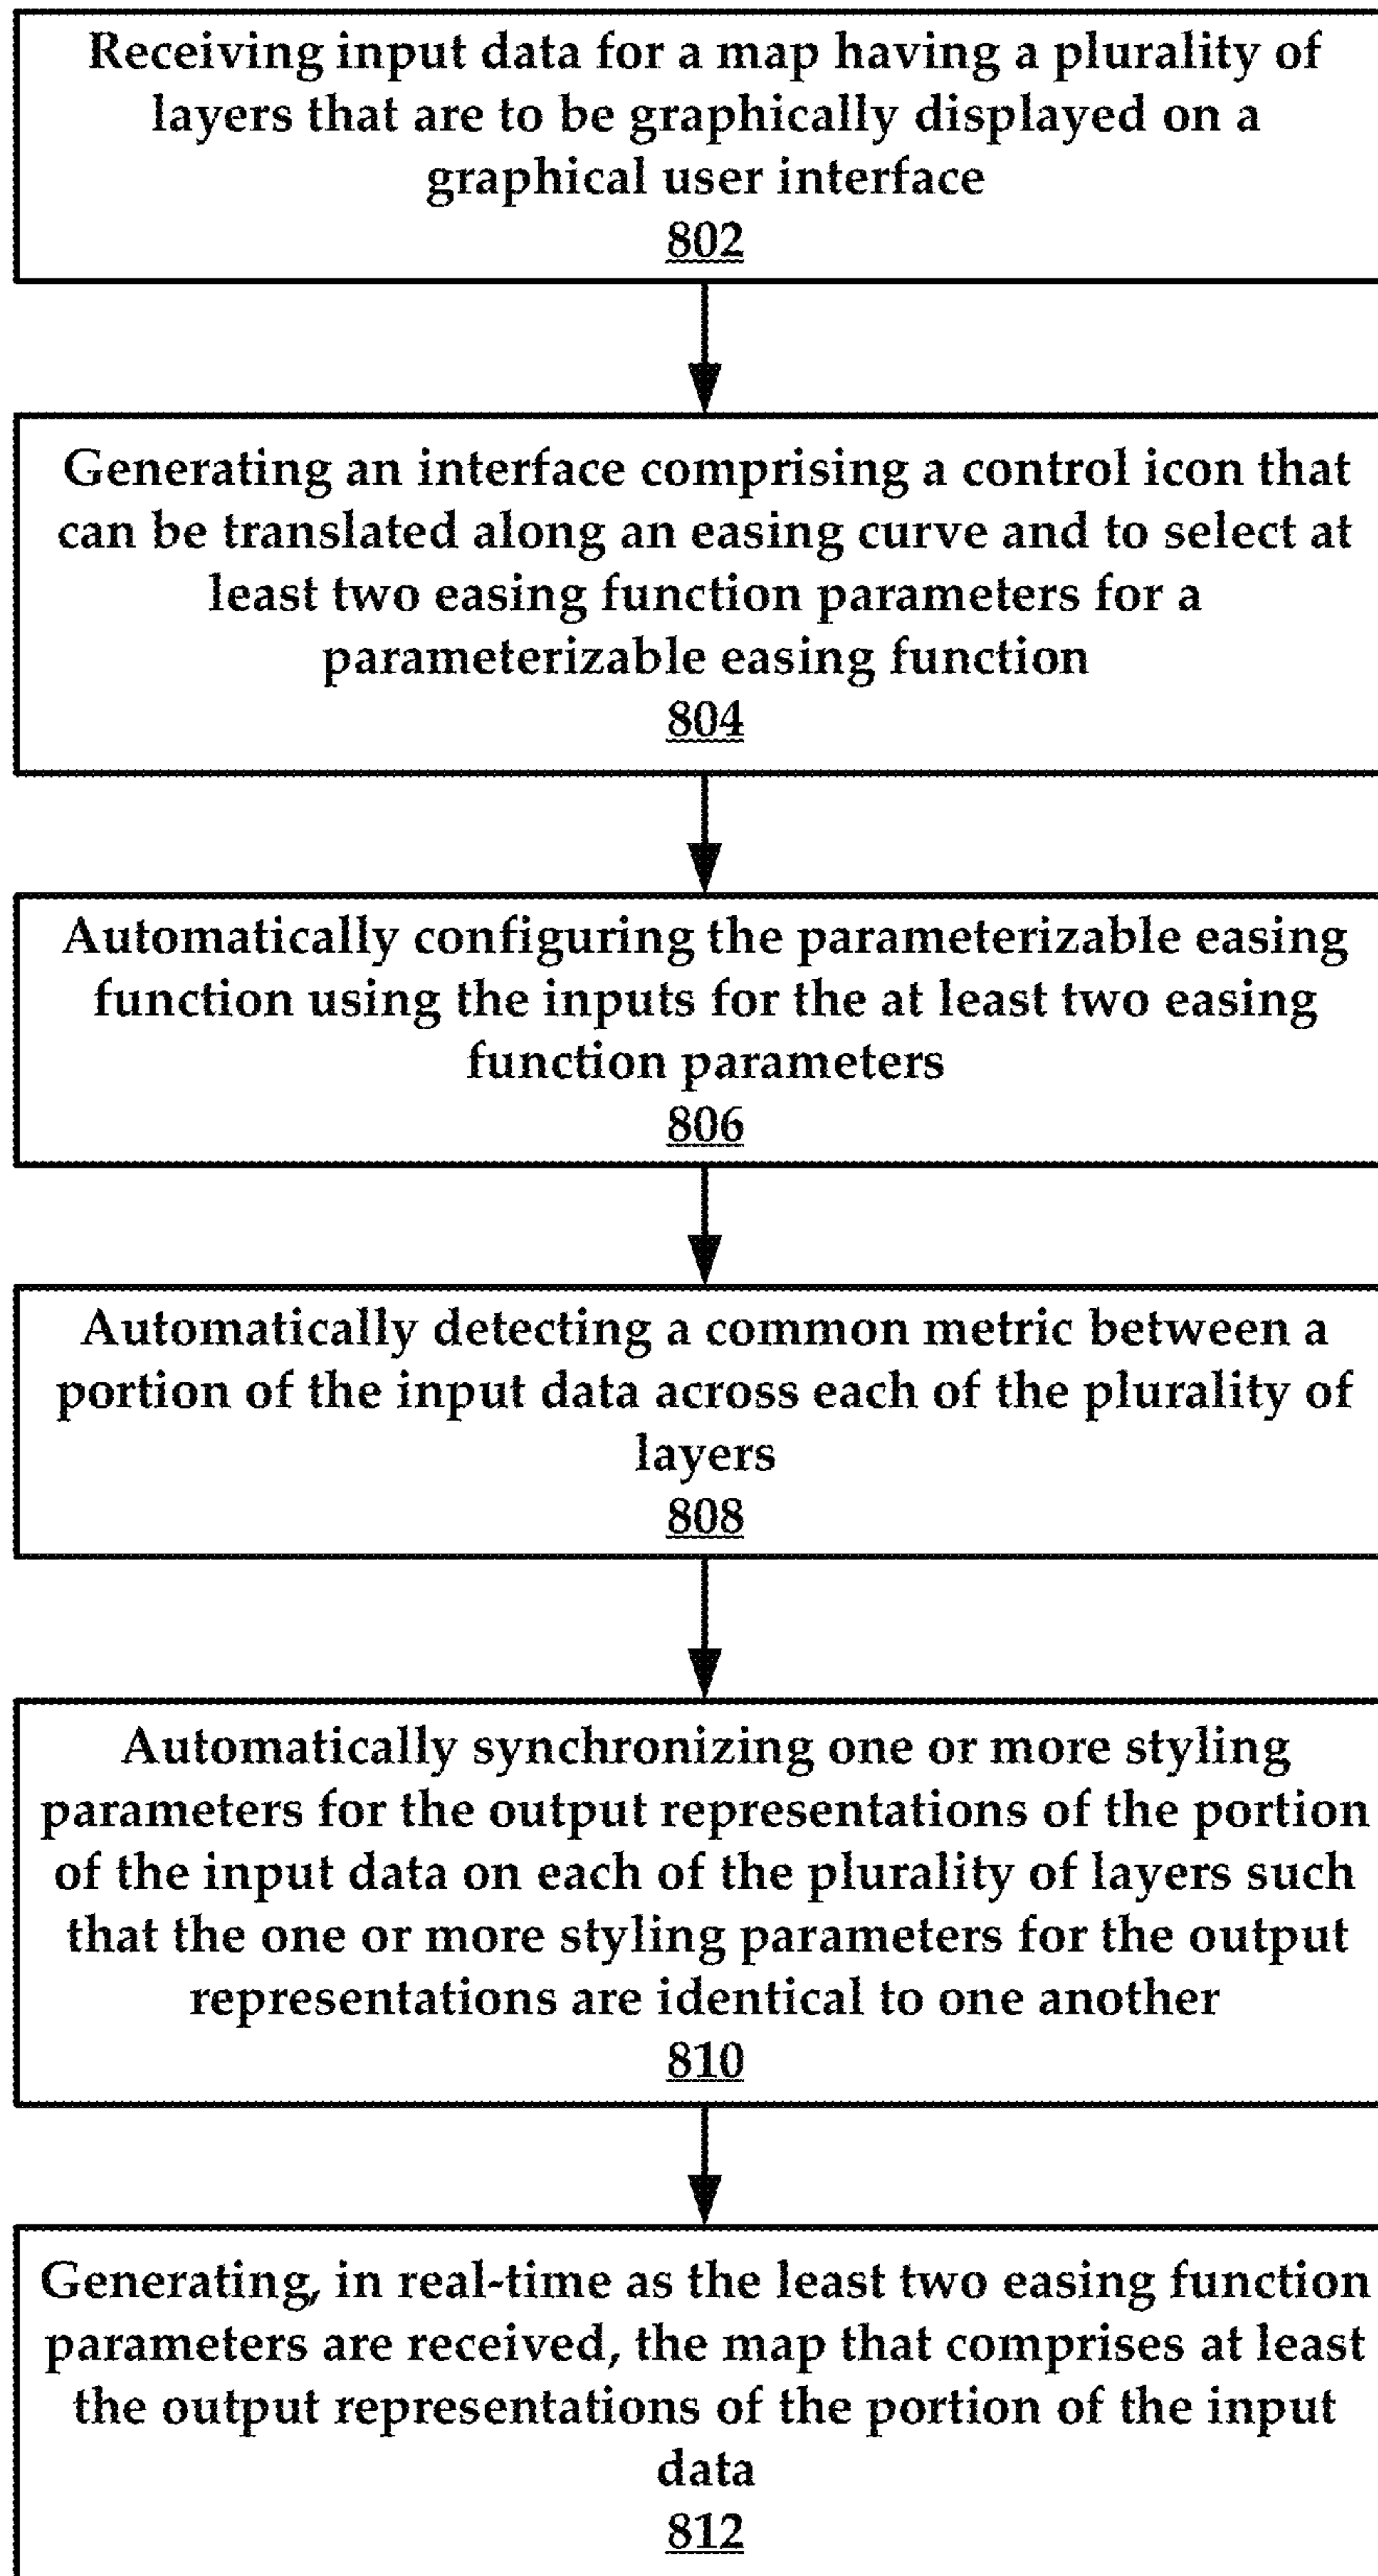 Receiving input data for a map having a plurality of
layers that are to be graphically displayed on a
graphical user interface
802
Generating an interface comprising a control icon that
can be translated along an easing curve and to select at
least two easing function parameters for a
parameterizable easing function
804
Automatically configuring the parameterizable easing
function using the inputs for the at least two easing
function parameters
806
Automatically detecting a common metric between a
portion of the input data across each of the plurality of
layers
808
Automatically synchronizing one or more styling
parameters for the output representations of the portion
of the input data on each of the plurality of layers such
that the one or more styling parameters for the output
representations are identical to one another
810
Generating, in real-time as the least two easing function
parameters are received, the map that comprises at least
the output representations of the portion of the input
data
812